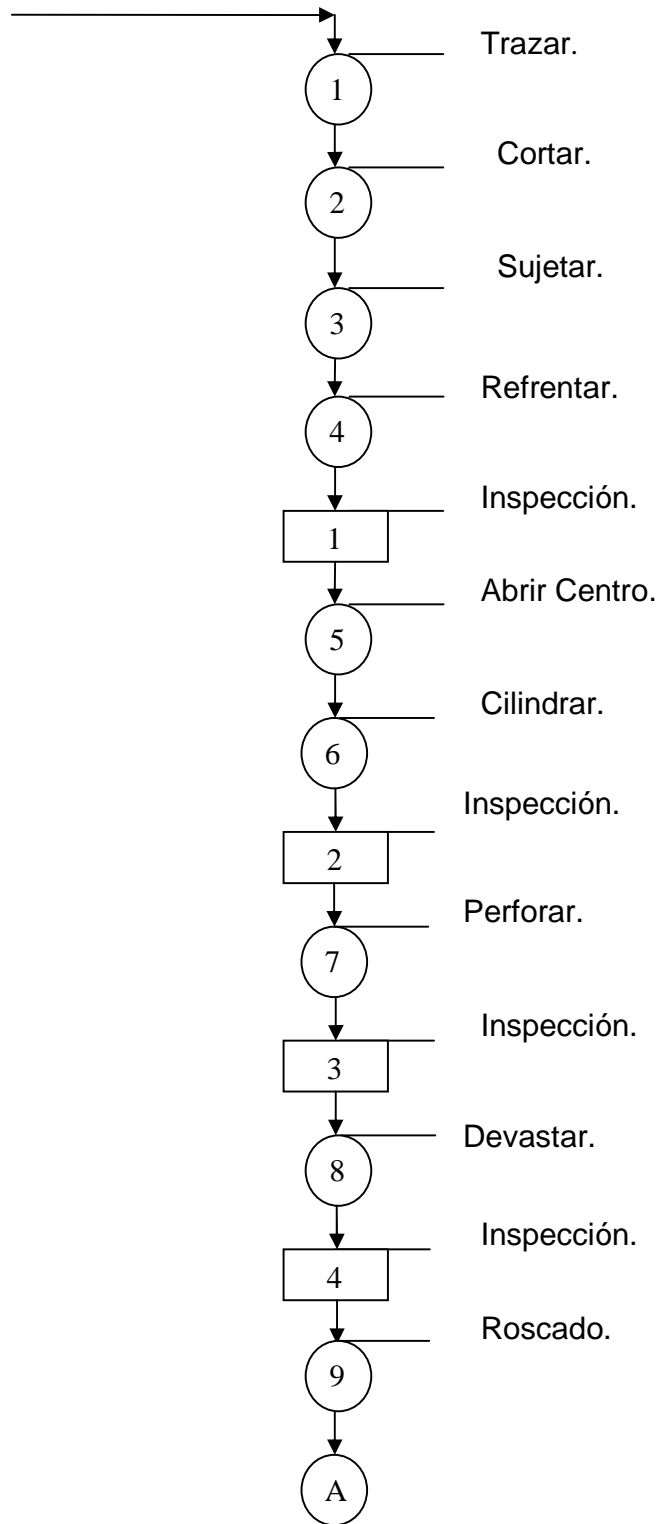 Trazar.
1
Cortar.
2
Sujetar.
3
Refrentar.
4
Inspección.
1
Abrir Centro.
5
Cilindrar.
6
Inspección.
2
Perforar.
7
Inspección.
3
Devastar.
8
Inspección.
4
Roscado.
9
A